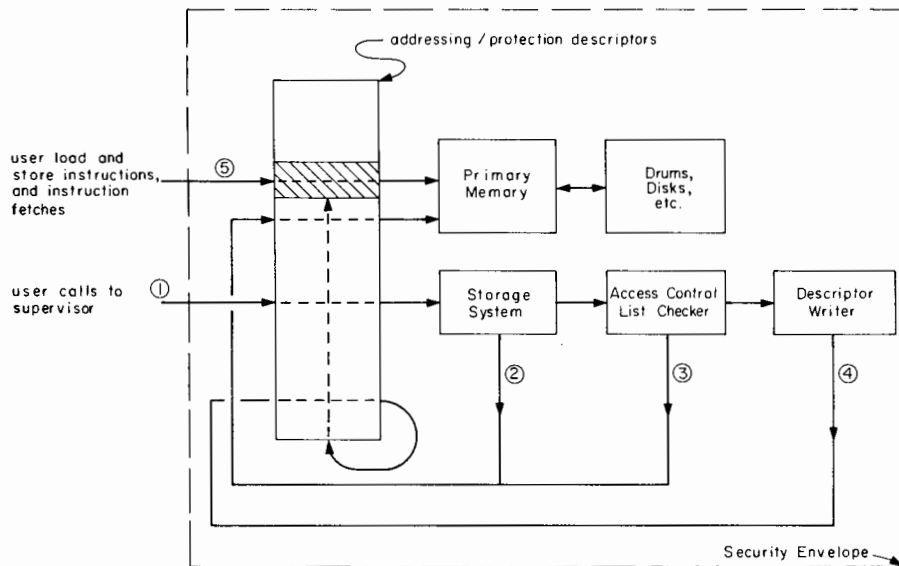 addressing / protection descriptors
user load and
store instructions,
and instruction
fetches
⑤
Primary
Memory
Drums,
Disks,
etc.
user calls to
supervisor
①
Storage
System
Access Control
List Checker
Descriptor
Writer
②
③
④
Security Envelope